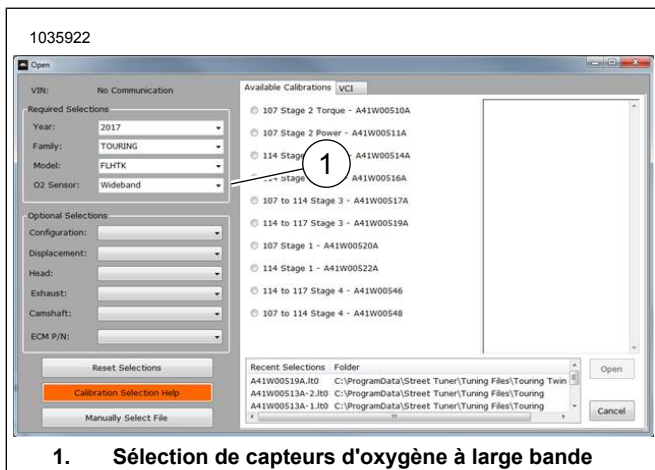 1035922
Open
VIN: No Communication
Required Selections
Year: 2017
Family: TOURING
Model: FLHTK
O2 Sensor: Wideband
Optional Selections
Configuration:
Displacement:
Head:
Exhaust:
Camshaft:
ECM P/N:
Reset Selections
Calibration Selection Help
Manually Select File
Available Calibrations VCI
107 Stage 2 Torque - A41W00510A
107 Stage 2 Power - A41W00511A
114 Stage - A41W00514A
Stage A41W00516A
107 to 114 Stage 3 - A41W00517A
114 to 117 Stage 3 - A41W00519A
107 Stage 1 - A41W00520A
114 Stage 1 - A41W00522A
114 to 117 Stage 4 - A41W00546
107 to 114 Stage 4 - A41W00548
1
Recent Selections Folder
A41W00519A.lt0 C:\ProgramData\Street Tuner\Tuning Files\Touring Twin
A41W00513A-2.lt0 C:\ProgramData\Street Tuner\Tuning Files\Touring
A41W00513A-1.lt0 C:\ProgramData\Street Tuner\Tuning Files\Touring
Open
Cancel
1. Sélection de capteurs d'oxygène à large bande